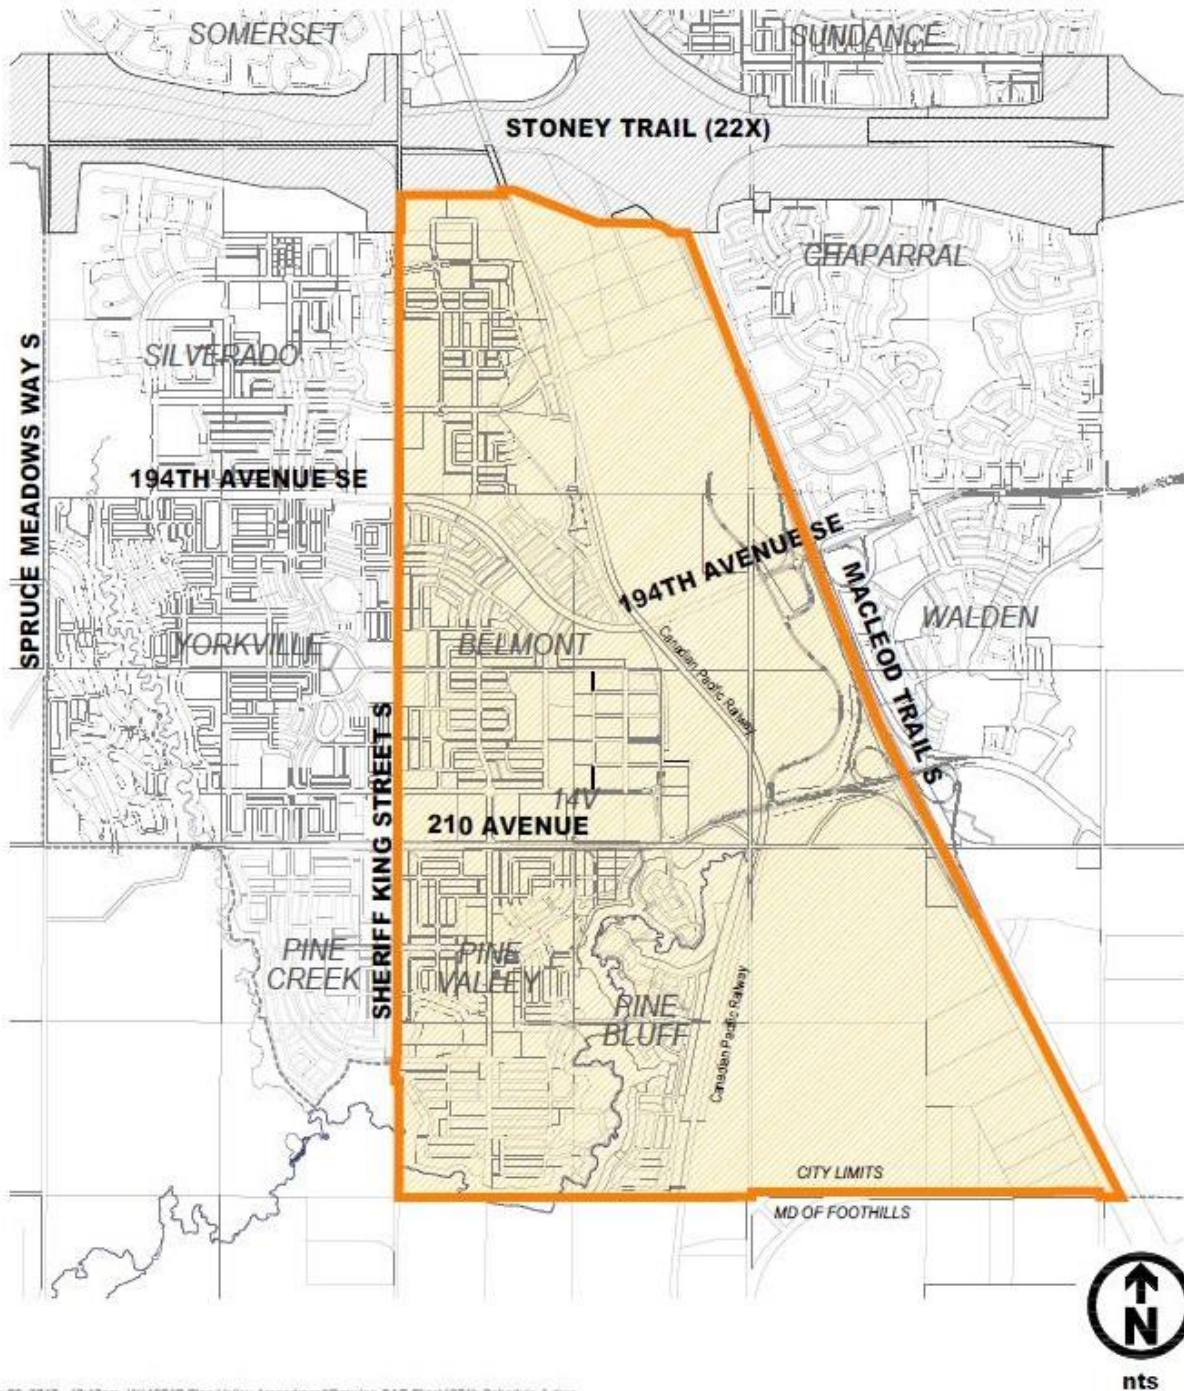 SOMERSET
SUNDANCE
STONEY TRAIL (22X)
CHAPARRAL
SILVERADO
SPRUCE MEADOWS WAY S
194TH AVENUE SE
194TH AVENUE SE
MACLEOD TRAIL S
WALDEN
YORKVILLE
BELMONT
Canadian Pacific Railway
SHERIFF KING STREET S
14V
210 AVENUE
PINE
CREEK
PINE
VALLEY
PINE
BLUFF
Canadian Pacific Railway
CITY LIMITS
MD OF FOOTHILLS
N
nts